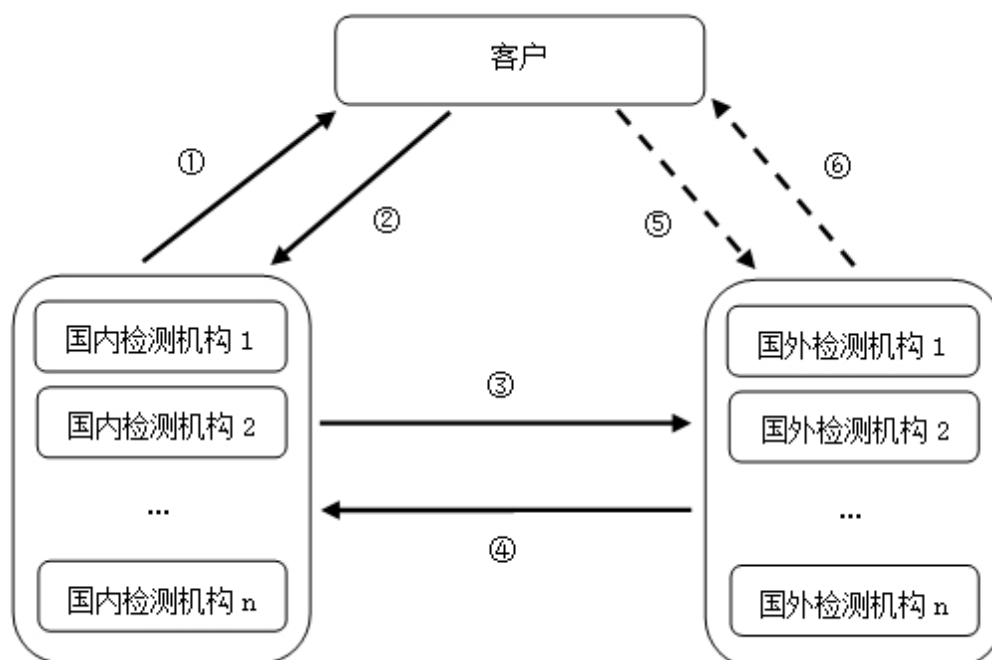 客户
①
⑥
②
⑤
国内检测机构 1
国外检测机构 1
③
国内检测机构 2
国外检测机构 2
...
...
④
国内检测机构 n
国外检测机构 n